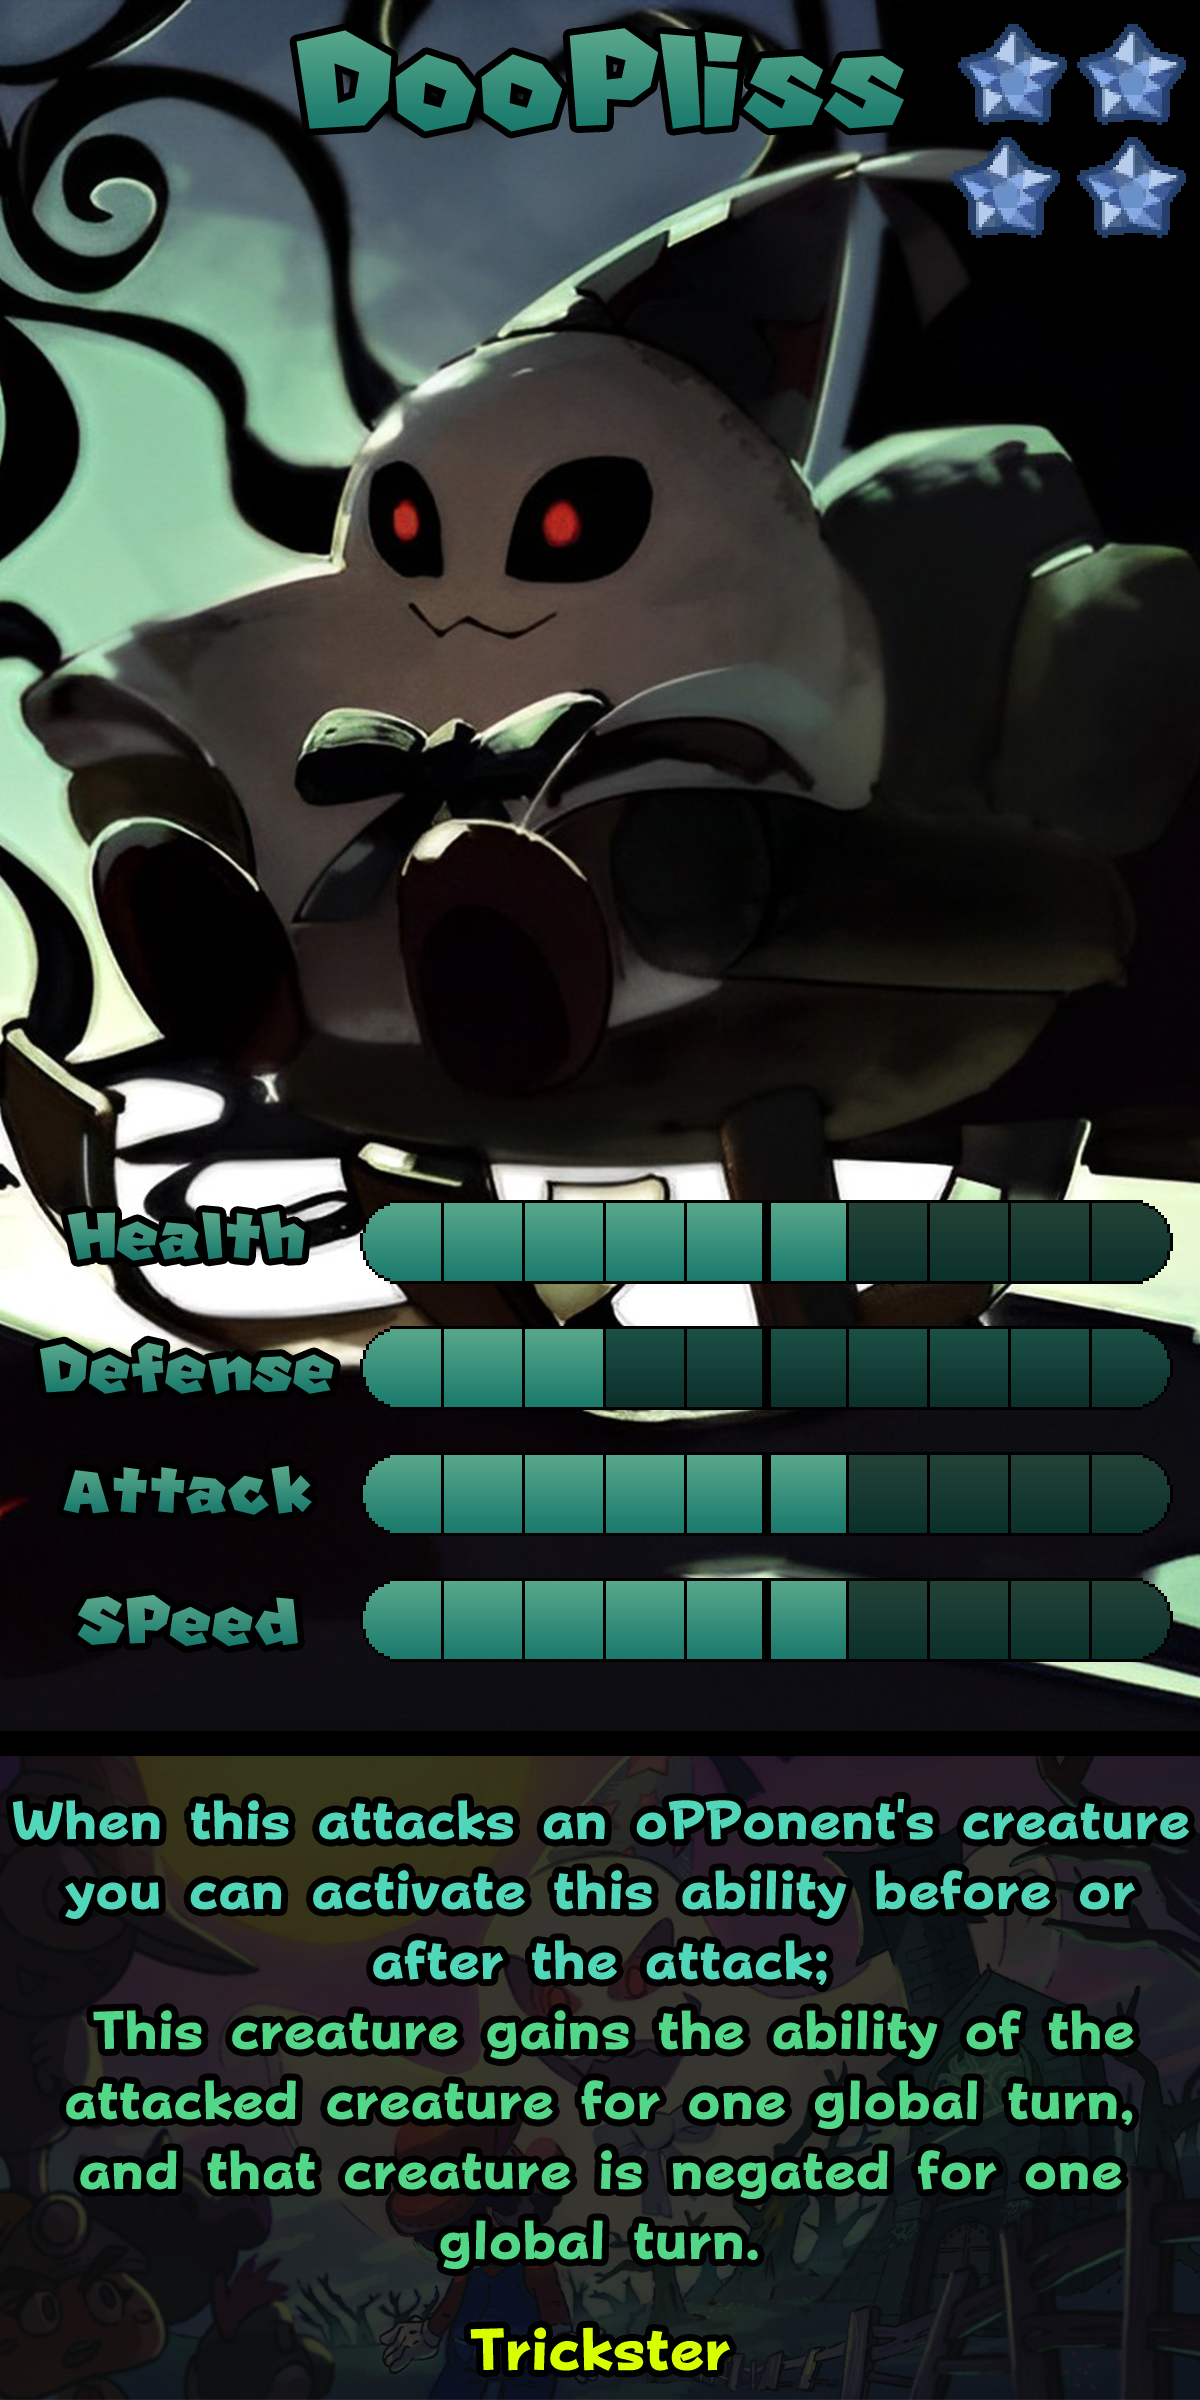 DooPliss
Health
Defense
Attack
SPeed
When this attacks an oPPonent's creature
you can activate this ability before or
after the attack;
This creature gains the ability of the
attacked creature for one global turn,
and that creature is negated for one
global turn.
Trickster